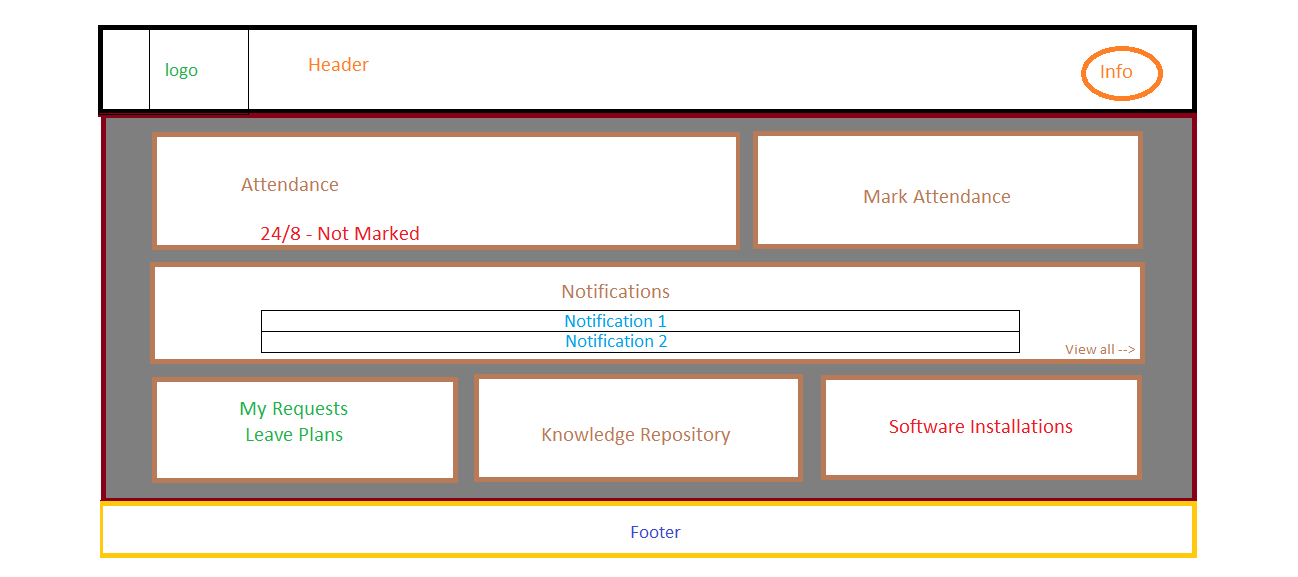 logo
Header
Info
Attendance
24/8 - Not Marked
Mark Attendance
Notifications
Notification 1
Notification 2
View all -->
My Requests
Leave Plans
Knowledge Repository
Software Installations
Footer